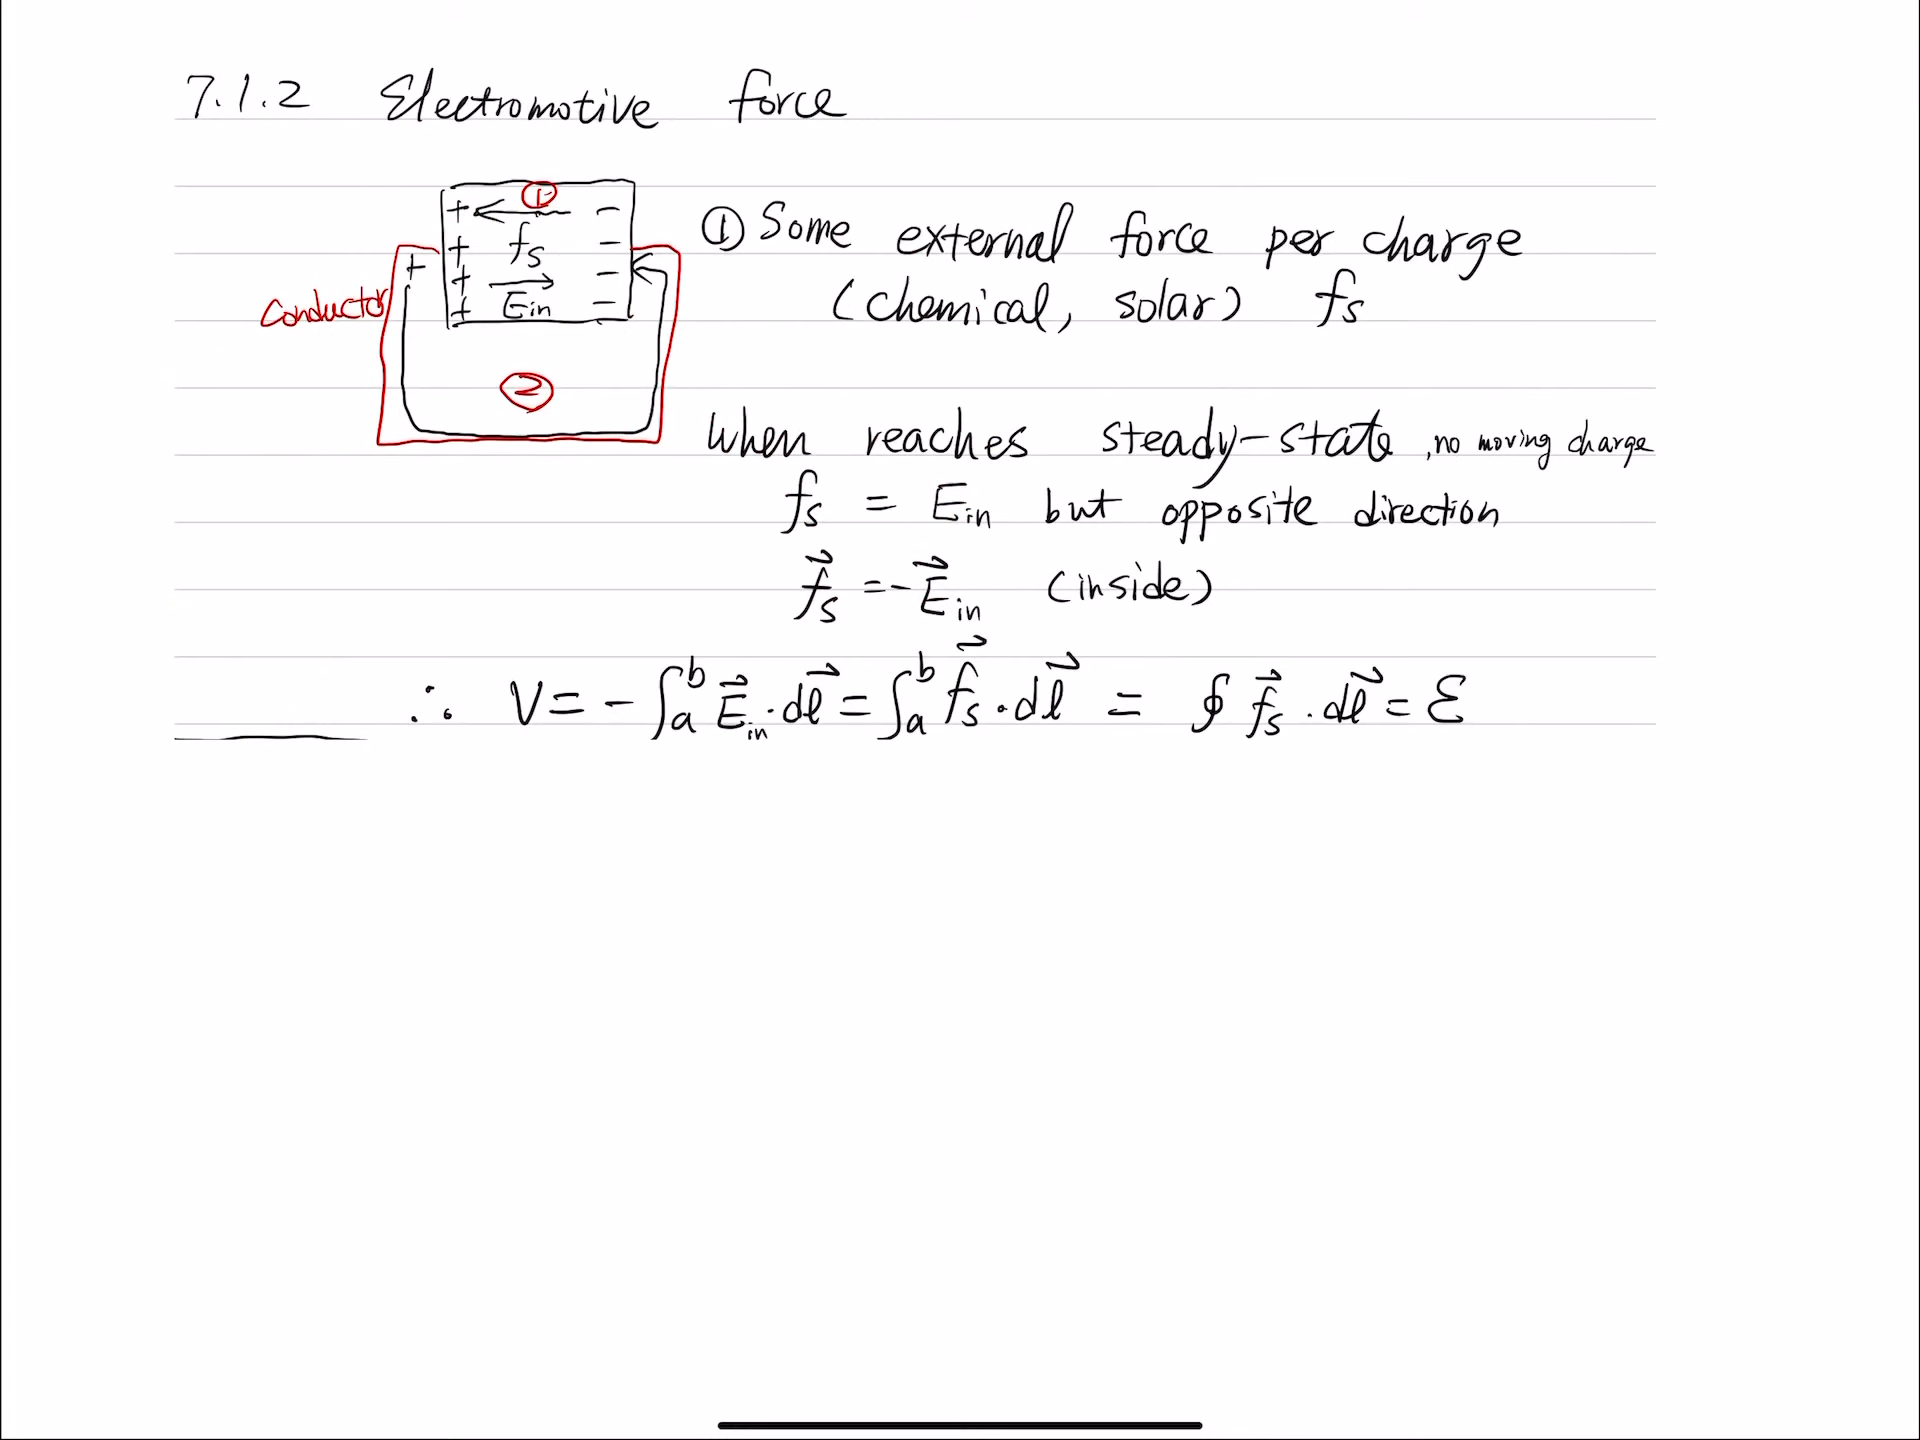 7.1.2 Electromotive force
+ ① −
+ fs −
+ + −
+ Ein −
conductor
②
① Some external force per charge
(chemical, solar) fs
When reaches steady-state, no moving charge
fs = Ein but opposite direction
f⃗s = -E⃗in (inside)
∴ V = -∫ₐᵇ E⃗in · dl⃗ = ∫ₐᵇ f⃗s · dl⃗ = ∮ f⃗s · dl⃗ = ℰ